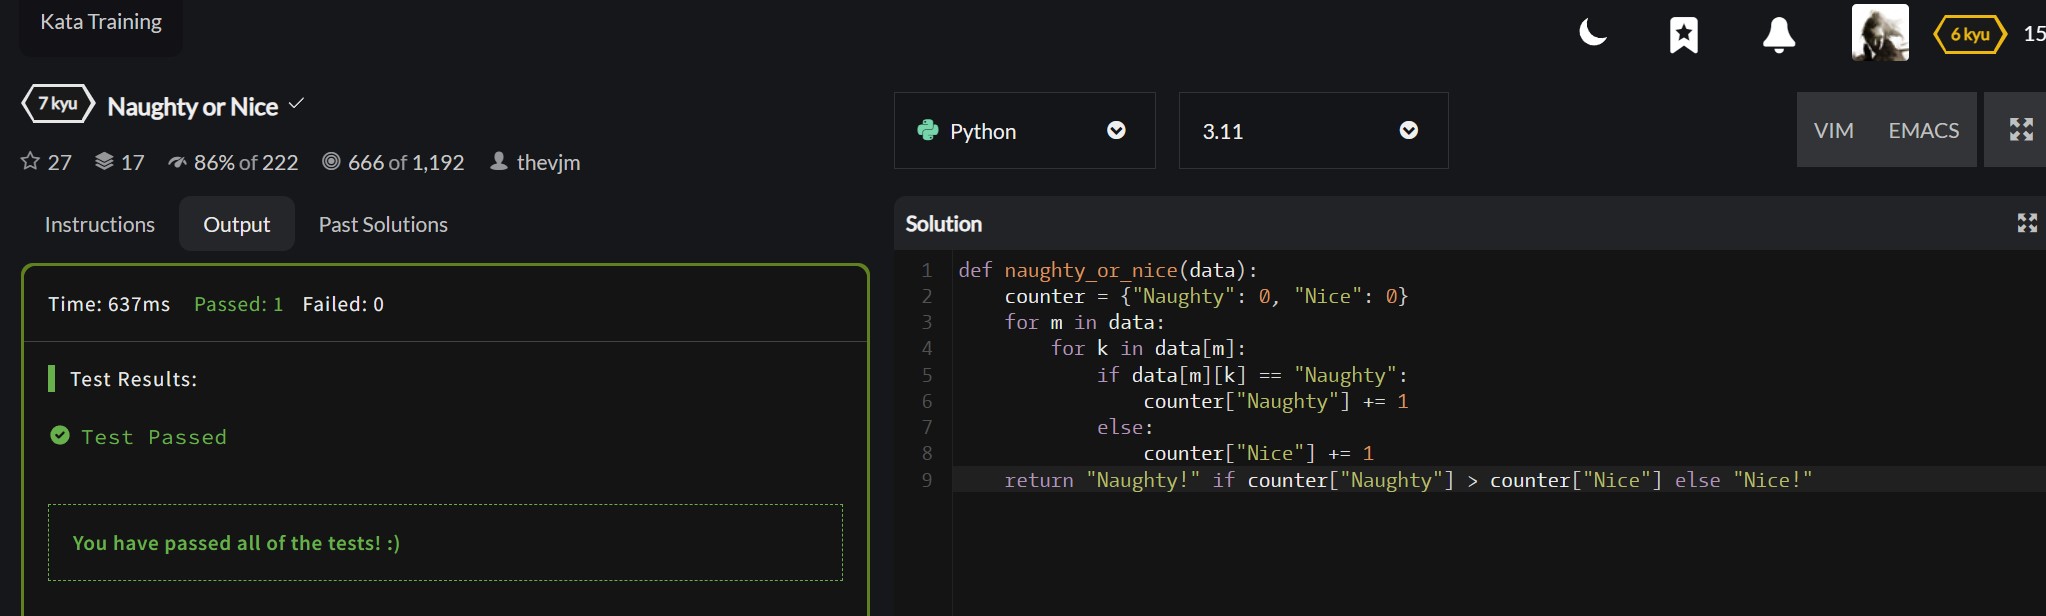 Kata Training
6 kyu
15
7 kyu Naughty or Nice
27 17 86% of 222 666 of 1,192 thevjm
Python
3.11
VIM EMACS
Instructions Output Past Solutions
Time: 637ms Passed: 1 Failed: 0
Test Results:
Test Passed
You have passed all of the tests! :)
Solution
1 def naughty_or_nice(data):
2     counter = {"Naughty": 0, "Nice": 0}
3     for m in data:
4         for k in data[m]:
5             if data[m][k] == "Naughty":
6                 counter["Naughty"] += 1
7             else:
8                 counter["Nice"] += 1
9     return "Naughty!" if counter["Naughty"] > counter["Nice"] else "Nice!"